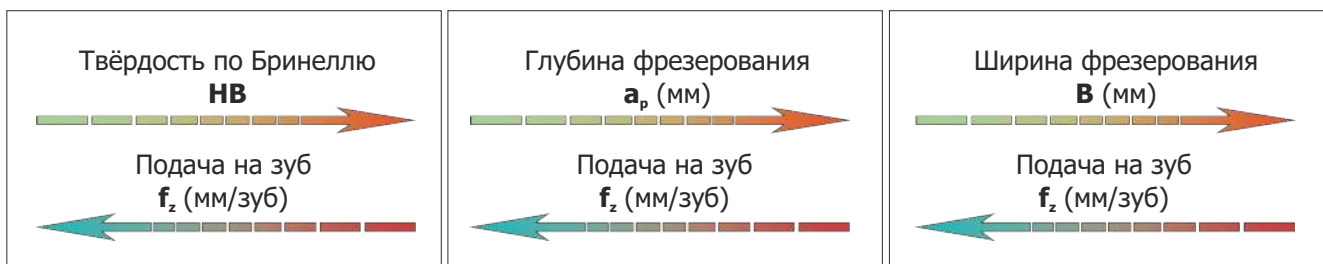 Твёрдость по Бринеллю
HB
Подача на зуб
fz (мм/зуб)
Глубина фрезерования
ap (мм)
Подача на зуб
fz (мм/зуб)
Ширина фрезерования
B (мм)
Подача на зуб
fz (мм/зуб)